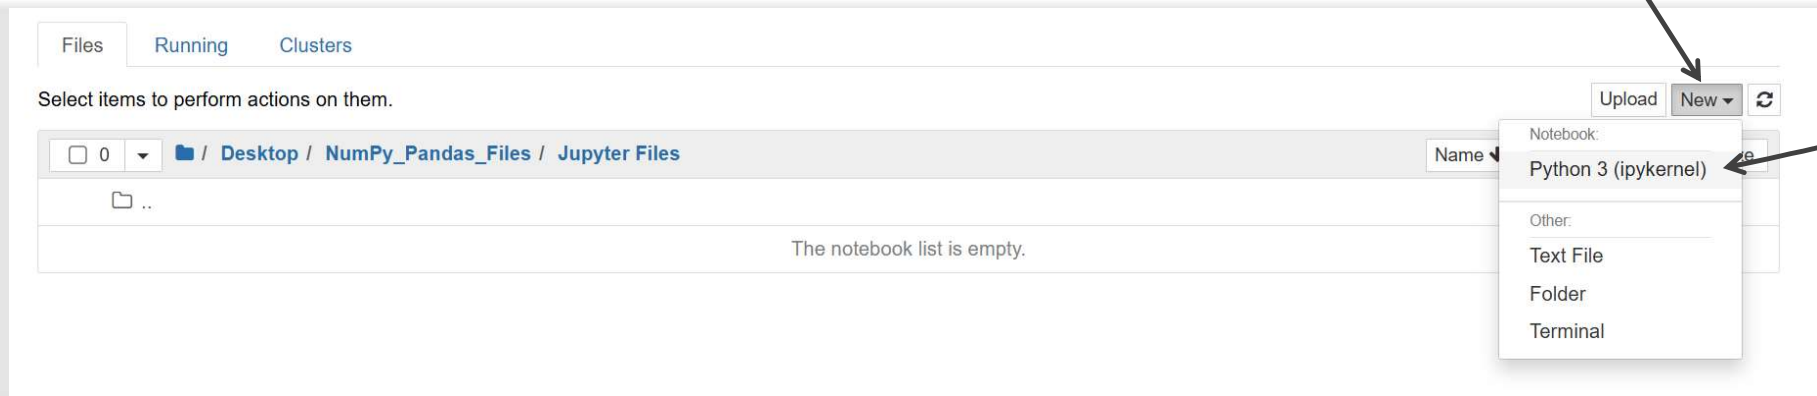 Files Running Clusters
Select items to perform actions on them.
Upload New
Notebook:
0 / Desktop / NumPy_Pandas_Files / Jupyter Files Name
Python 3 (ipykernel)
..
Other:
The notebook list is empty.
Text File
Folder
Terminal